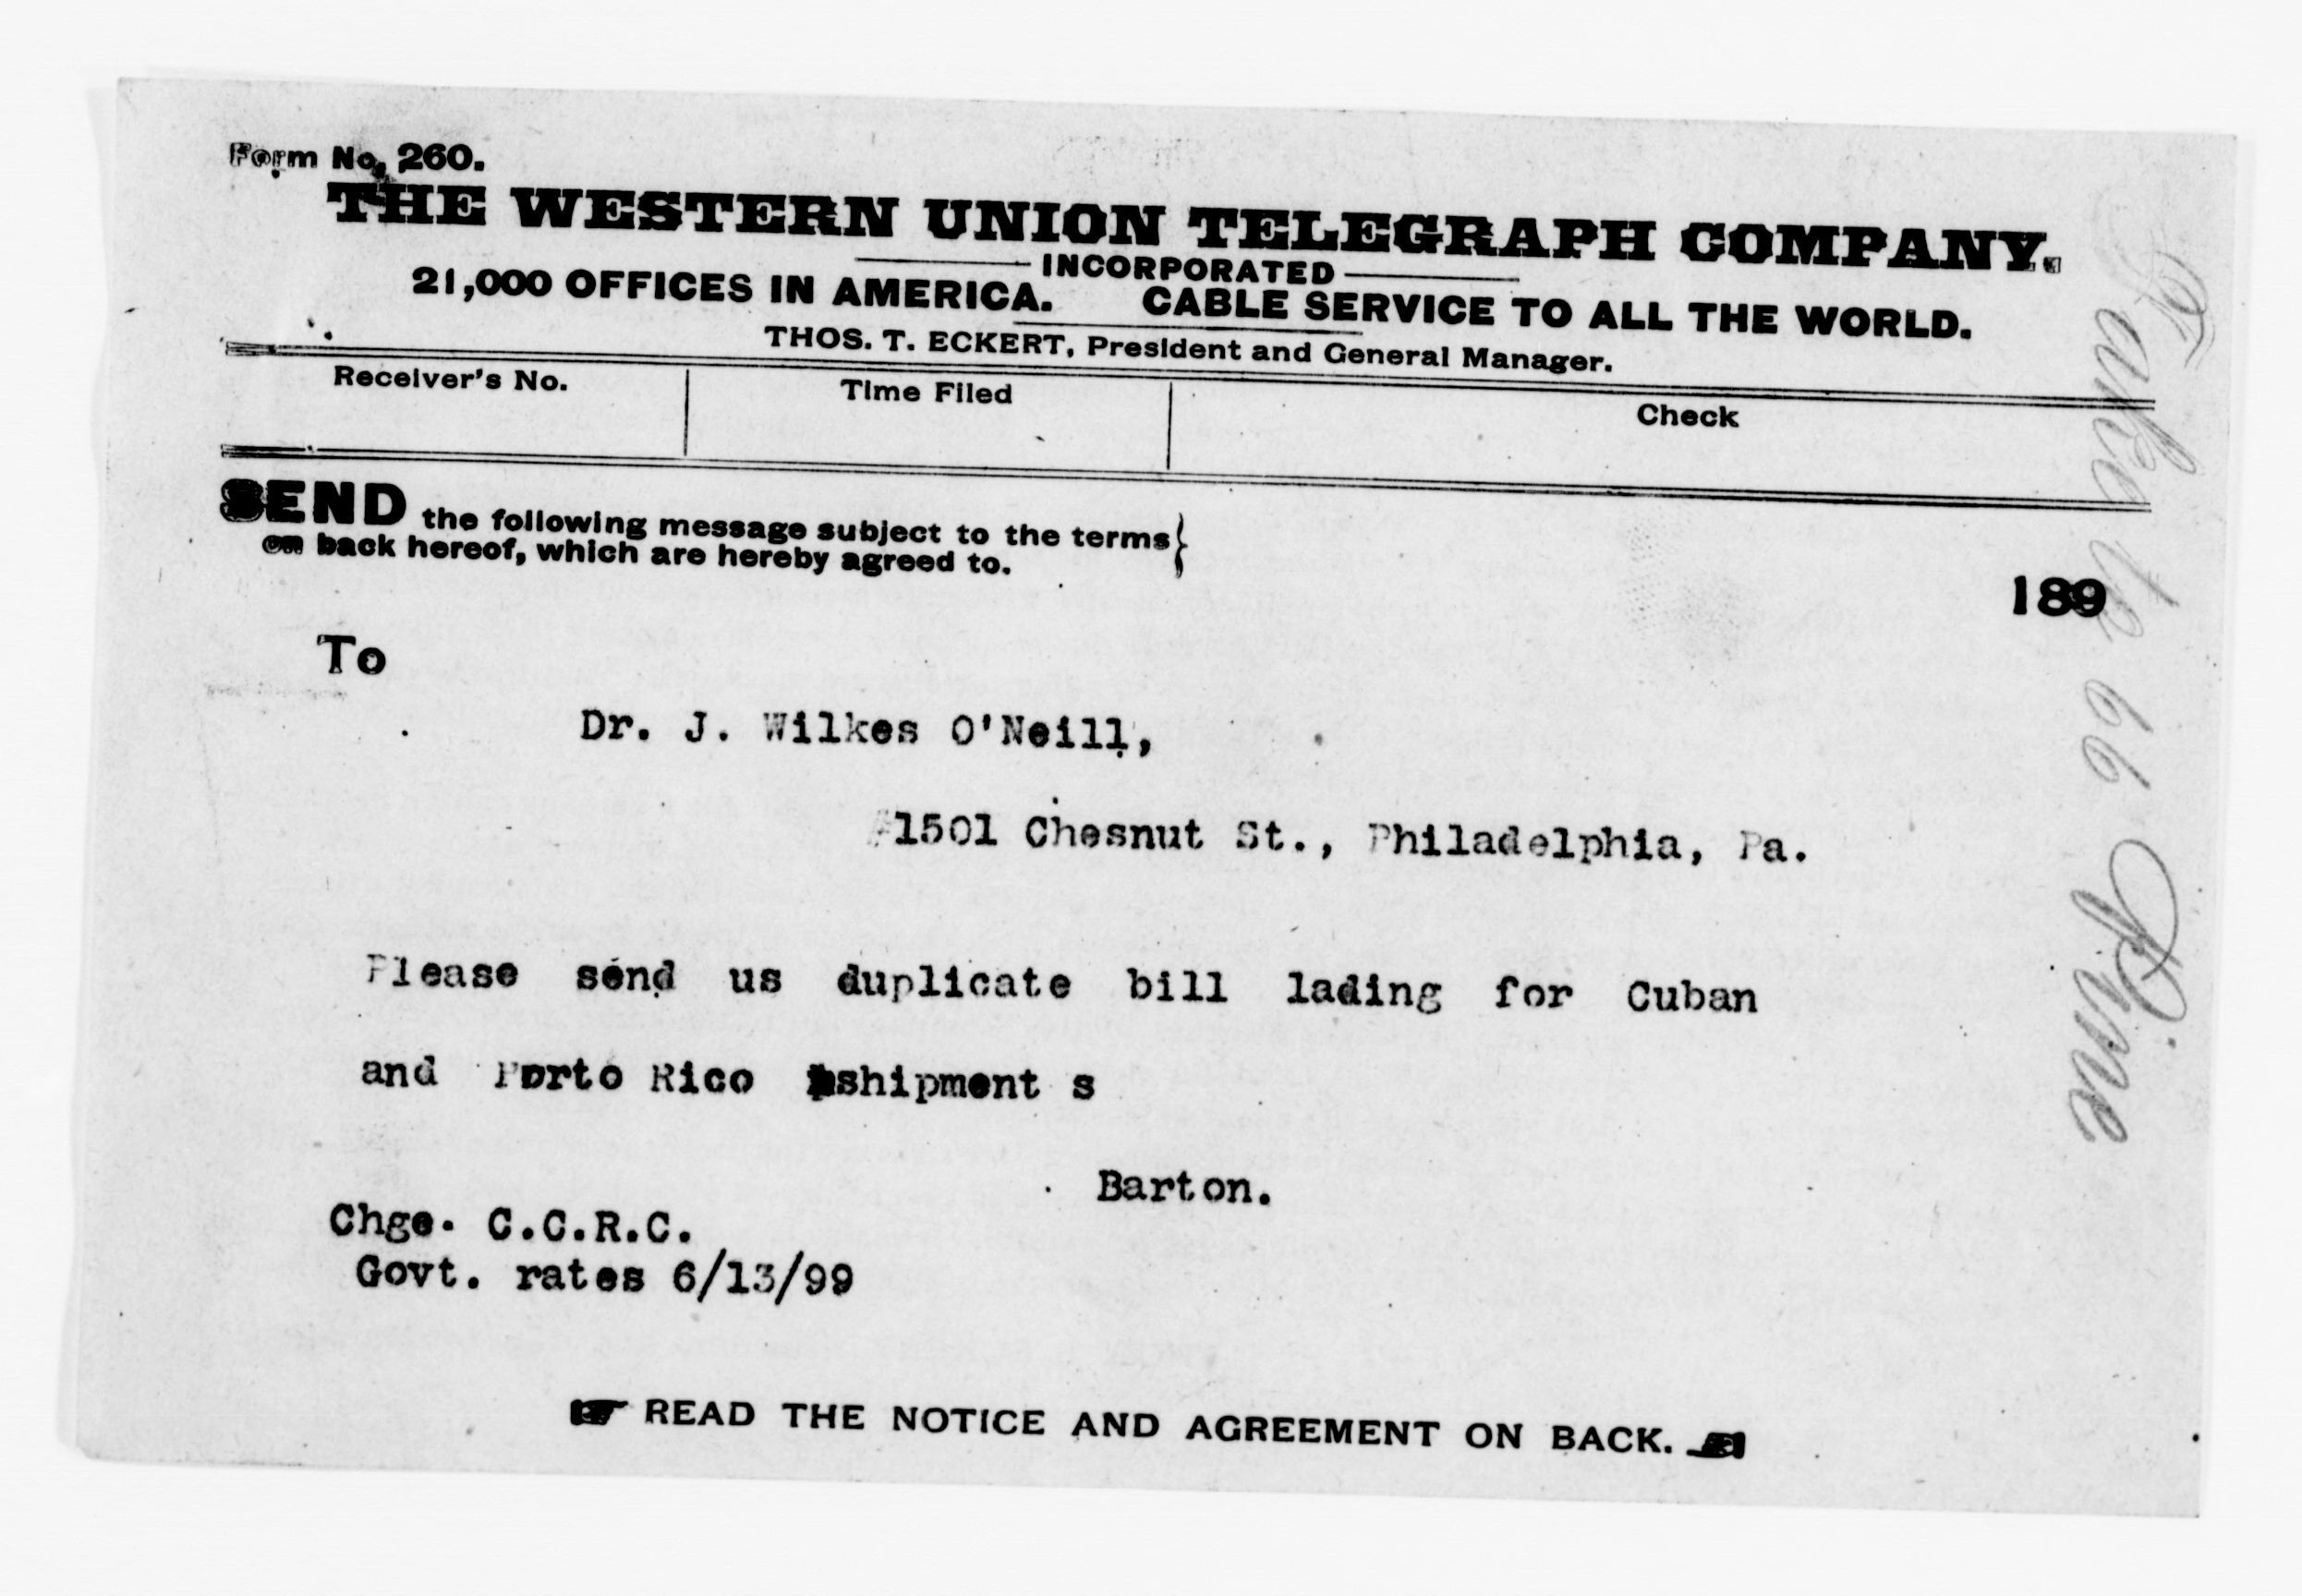 Form No. 260.
THE WESTERN UNION TELEGRAPH COMPANY.
INCORPORATED
21,000 OFFICES IN AMERICA. CABLE SERVICE TO ALL THE WORLD.
THOS. T. ECKERT, President and General Manager.
Receiver's No. Time Filed Check
SEND the following message subject to the terms
on back hereof, which are hereby agreed to.
189
To
Dr. J. Wilkes O'Neill,
#1501 Chesnut St., Philadelphia, Pa.
Please send us duplicate bill lading for Cuban
and Porto Rico shipment s
Barton.
Chge. C.C.R.C.
Govt. rates 6/13/99
READ THE NOTICE AND AGREEMENT ON BACK.
Take to 66 Pine